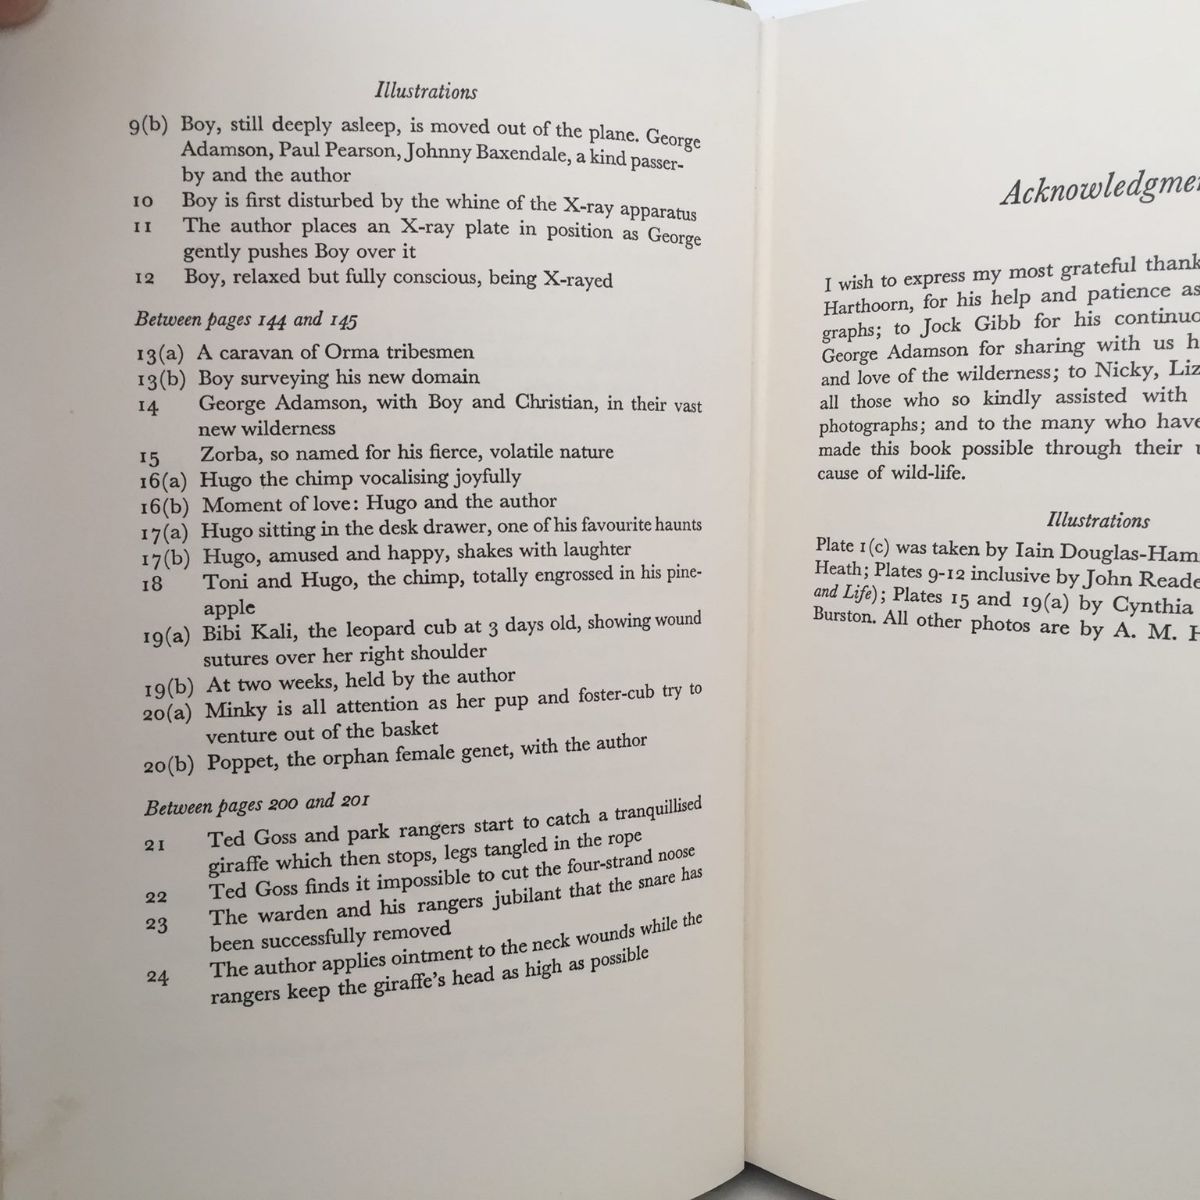 Illustrations
9(b) Boy, still deeply asleep, is moved out of the plane. George
Adamson, Paul Pearson, Johnny Baxendale, a kind passer-
by and the author
10 Boy is first disturbed by the whine of the X-ray apparatus
11 The author places an X-ray plate in position as George
gently pushes Boy over it
12 Boy, relaxed but fully conscious, being X-rayed
Between pages 144 and 145
13(a) A caravan of Orma tribesmen
13(b) Boy surveying his new domain
14 George Adamson, with Boy and Christian, in their vast
new wilderness
15 Zorba, so named for his fierce, volatile nature
16(a) Hugo the chimp vocalising joyfully
16(b) Moment of love: Hugo and the author
17(a) Hugo sitting in the desk drawer, one of his favourite haunts
17(b) Hugo, amused and happy, shakes with laughter
18 Toni and Hugo, the chimp, totally engrossed in his pine-
apple
19(a) Bibi Kali, the leopard cub at 3 days old, showing wound
sutures over her right shoulder
19(b) At two weeks, held by the author
20(a) Minky is all attention as her pup and foster-cub try to
venture out of the basket
20(b) Poppet, the orphan female genet, with the author
Between pages 200 and 201
21 Ted Goss and park rangers start to catch a tranquillised
giraffe which then stops, legs tangled in the rope
22 Ted Goss finds it impossible to cut the four-strand noose
23 The warden and his rangers jubilant that the snare has
been successfully removed
24 The author applies ointment to the neck wounds while the
rangers keep the giraffe's head as high as possible
Acknowledgme
I wish to express my most grateful thank
Harthoorn, for his help and patience as
graphs; to Jock Gibb for his continuo
George Adamson for sharing with us h
and love of the wilderness; to Nicky, Liz
all those who so kindly assisted with
photographs; and to the many who have
made this book possible through their
cause of wild-life.
Illustrations
Plate 1(c) was taken by Iain Douglas-Ham
Heath; Plates 9-12 inclusive by John Reade
and Life); Plates 15 and 19(a) by Cynthia
Burston. All other photos are by A. M. H